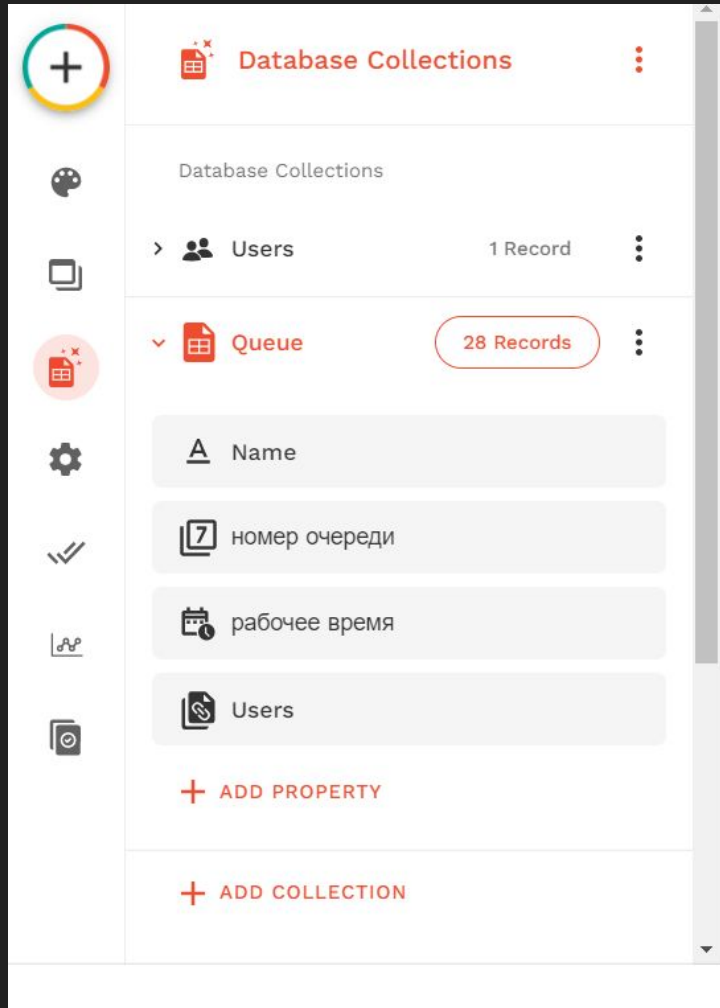 Database Collections
Database Collections
Users 1 Record
Queue 28 Records
Name
7 номер очереди
рабочее время
Users
ADD PROPERTY
ADD COLLECTION